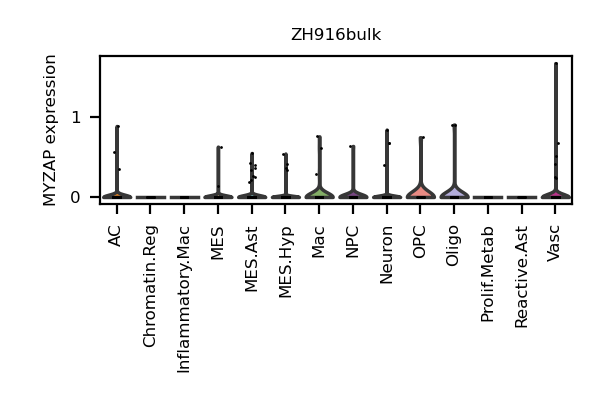 ZH916bulk
MYZAP expression
1
0
AC
Chromatin.Reg
Inflammatory.Mac
MES
MES.Ast
MES.Hyp
Mac
NPC
Neuron
OPC
Oligo
Prolif.Metab
Reactive.Ast
Vasc